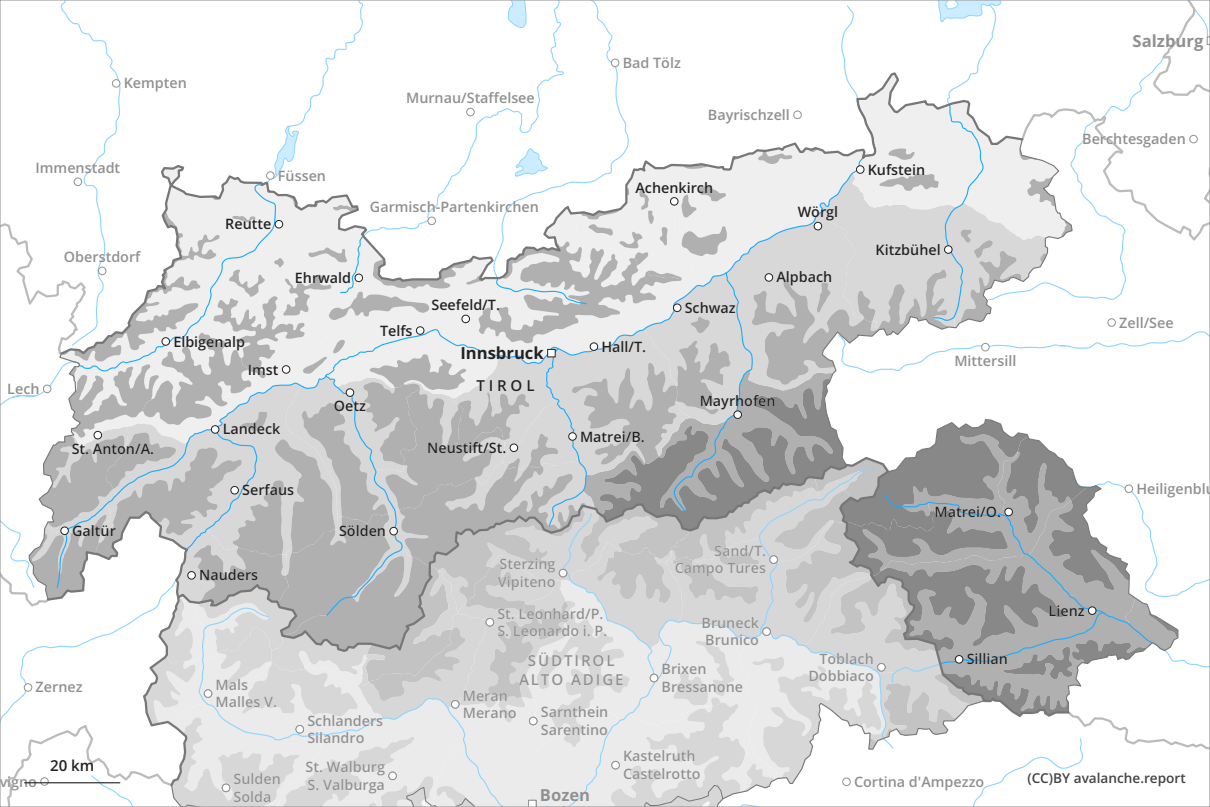 Salzburg
Bad Tölz
Kempten
Murnau/Staffelsee
Bayrischzell
Berchtesgaden
Immenstadt
Füssen
Kufstein
Achenkirch
Garmisch-Partenkirchen
Wörgl
Reutte
Kitzbühel
Oberstdorf
Ehrwald
Alpbach
Seefeld/T.
Schwaz
Zell/See
Telfs
Elbigenalp
Innsbruck
Hall/T.
Mittersill
Imst
TIROL
Lech
Oetz
Mayrhofen
Landeck
Matrei/B.
St. Anton/A.
Neustift/St.
Serfaus
Heiligenblu
Matrei/O.
Galtür
Sölden
Sand/T.
Campo Tures
Sterzing
Vipiteno
Nauders
Lienz
St. Leonhard/P.
S. Leonardo i. P.
Bruneck
Brunico
SÜDTIROL
ALTO ADIGE
Toblach
Dobbiaco
Sillian
Brixen
Bressanone
Zernez
Mals
Malles V.
Meran
Merano
Sarnthein
Sarentino
Schlanders
Silandro
Kastelruth
Castelrotto
St. Walburg
S. Valburga
20 km
vigno
Sulden
Solda
Cortina d'Ampezzo
(CC)BY avalanche.report
Bozen